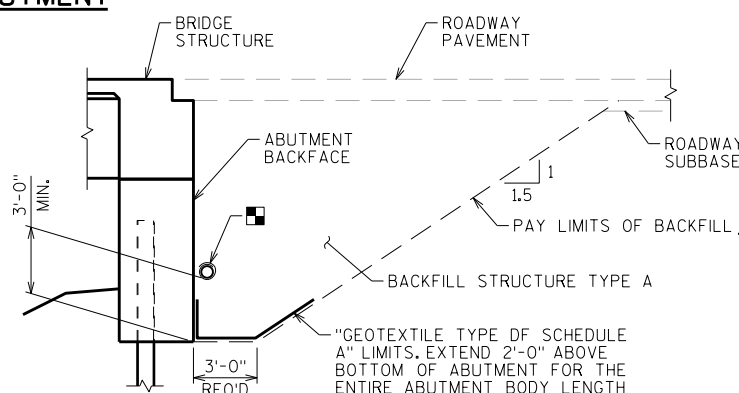 BRIDGE
STRUCTURE
ROADWAY
PAVEMENT
ABUTMENT
BACKFACE
ROADWAY
SUBBASE
1
1.5
3'-0"
MIN.
PAY LIMITS OF BACKFILL
BACKFILL STRUCTURE TYPE A
"GEOTEXTILE TYPE DF SCHEDULE
A" LIMITS. EXTEND 2'-0" ABOVE
BOTTOM OF ABUTMENT FOR THE
ENTIRE ABUTMENT BODY LENGTH
3'-0"
REQ'D